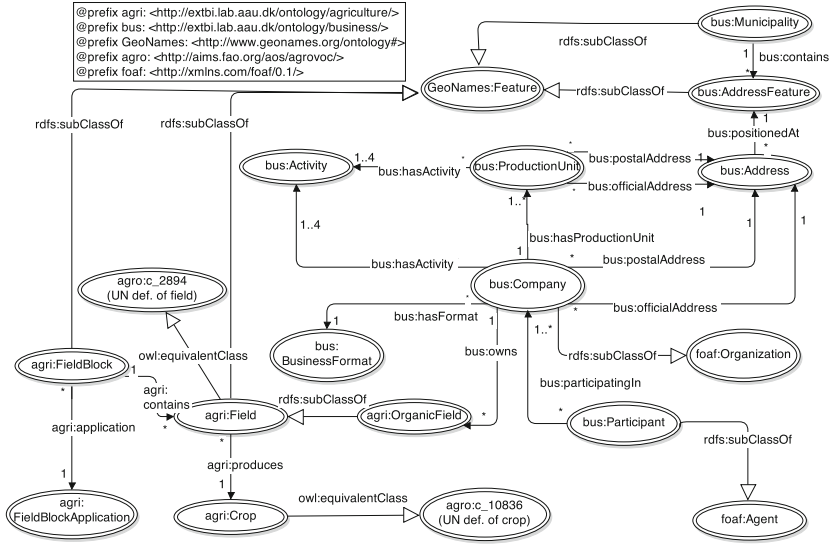 @prefix agri: <http://extbi.lab.aau.dk/ontology/agriculture/>
@prefix bus: <http://extbi.lab.aau.dk/ontology/business/>
@prefix GeoNames: <http://www.geonames.org/ontology#>
@prefix agro: <http://aims.fao.org/aos/agrovoc/>
@prefix foaf: <http://xmlns.com/foaf/0.1/>
bus:Municipality
rdfs:subClassOf
1
bus:contains
*
GeoNames:Feature
rdfs:subClassOf
bus:AddressFeature
rdfs:subClassOf
rdfs:subClassOf
1
bus:positionedAt
*
bus:Activity
1..4
bus:hasActivity
*
bus:ProductionUnit
*
bus:postalAddress
1
*
bus:officialAddress
1
bus:Address
1..4
1..*
bus:hasProductionUnit
1
1
1
bus:hasActivity
*
bus:postalAddress
agro:c_2894
(UN def. of field)
bus:Company
*
bus:officialAddress
*
bus:hasFormat
1
bus:
BusinessFormat
1
bus:owns
*
1..*
rdfs:subClassOf
foaf:Organization
bus:participatingIn
*
owl:equivalentClass
agri:FieldBlock
1
agri:
contains
*
*
agri:application
1
agri:Field
rdfs:subClassOf
agri:OrganicField
bus:Participant
rdfs:subClassOf
*
agri:produces
1
agri:
FieldBlockApplication
agri:Crop
owl:equivalentClass
agro:c_10836
(UN def. of crop)
foaf:Agent